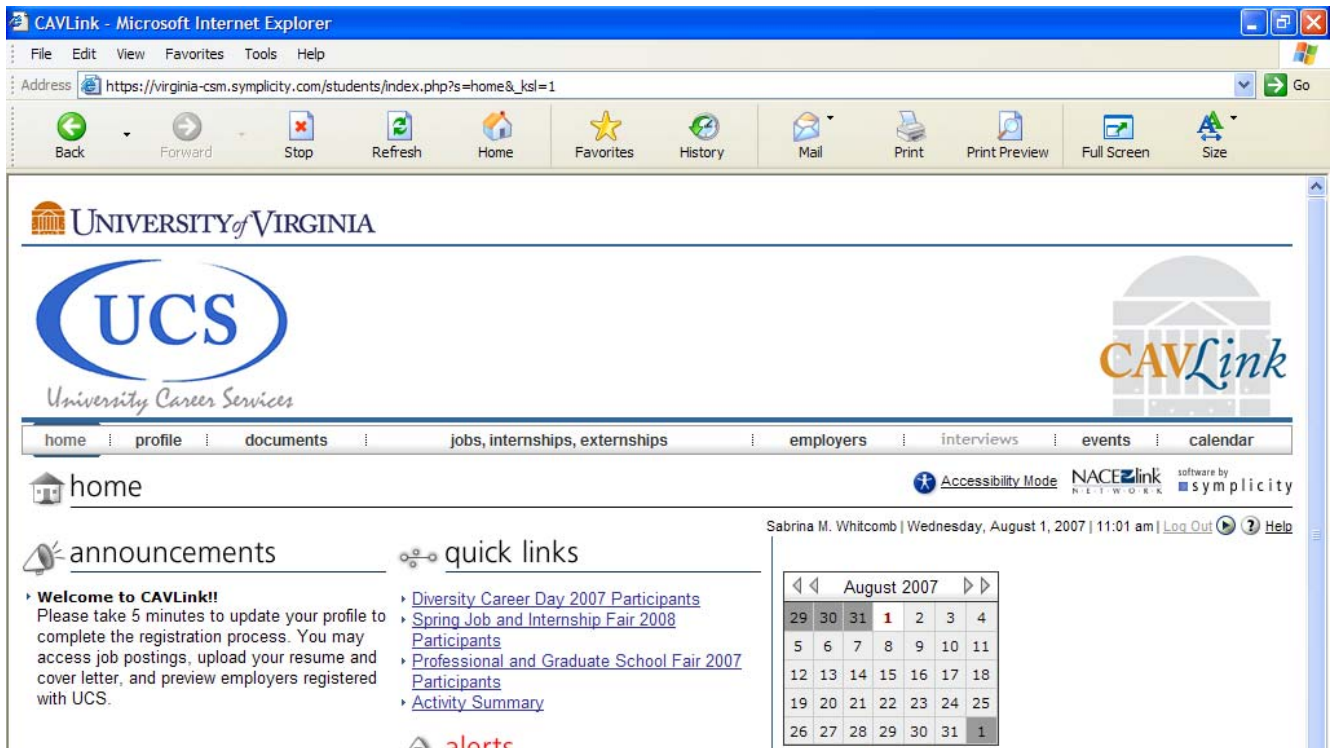 CAVLink - Microsoft Internet Explorer
File Edit View Favorites Tools Help
Address https://virginia-csm.symplicity.com/students/index.php?s=home&_ksl=1 Go
Back Forward Stop Refresh Home Favorites History Mail Print Print Preview Full Screen Size
UNIVERSITY of VIRGINIA
UCS
University Career Services
CAVLink
home profile documents jobs, internships, externships employers interviews events calendar
home
Accessibility Mode NACElink NETWORK software by symplicity
Sabrina M. Whitcomb | Wednesday, August 1, 2007 | 11:01 am | Log Out ? Help
announcements
Welcome to CAVLink!!
Please take 5 minutes to update your profile to
complete the registration process. You may
access job postings, upload your resume and
cover letter, and preview employers registered
with UCS.
quick links
Diversity Career Day 2007 Participants
Spring Job and Internship Fair 2008
Participants
Professional and Graduate School Fair 2007
Participants
Activity Summary
alerts
August 2007
29 30 31 1 2 3 4
5 6 7 8 9 10 11
12 13 14 15 16 17 18
19 20 21 22 23 24 25
26 27 28 29 30 31 1